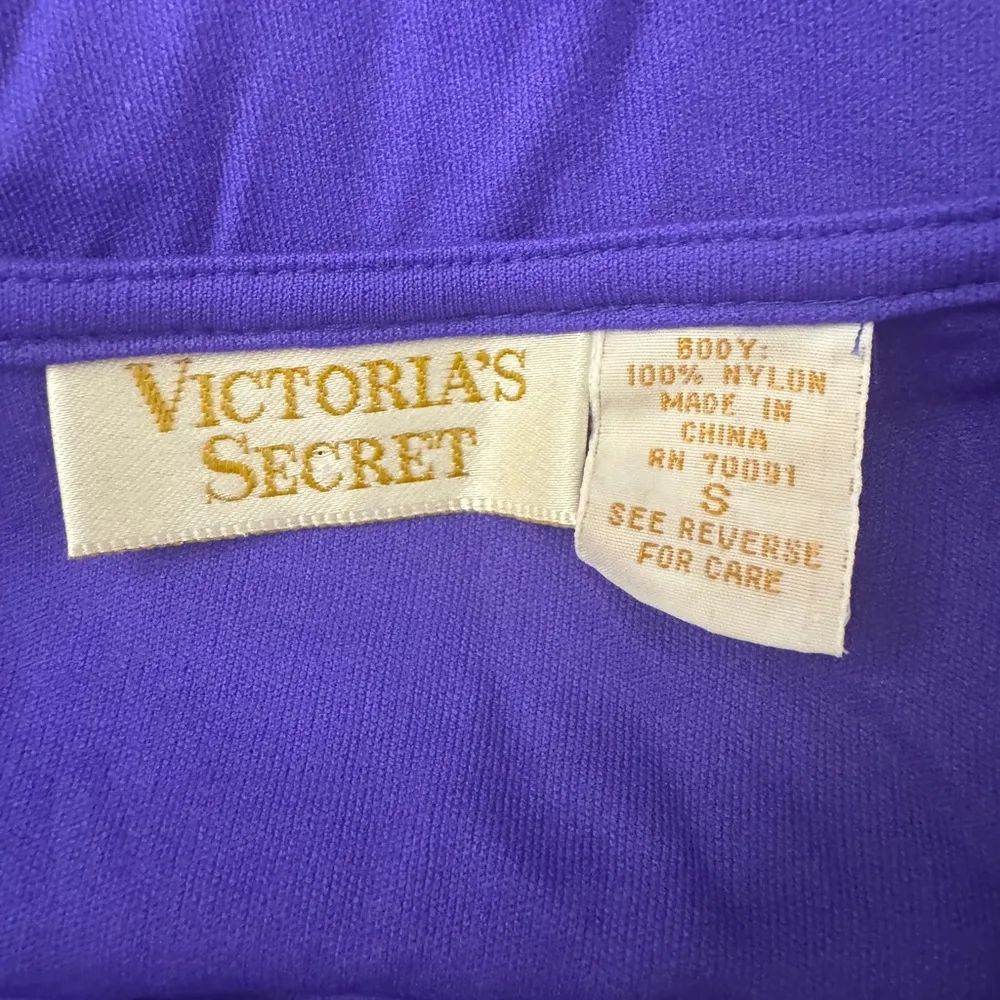 VICTORIA'S
SECRET
BODY:
100% NYLON
MADE IN
CHINA
RN 70091
S
SEE REVERSE
FOR CARE